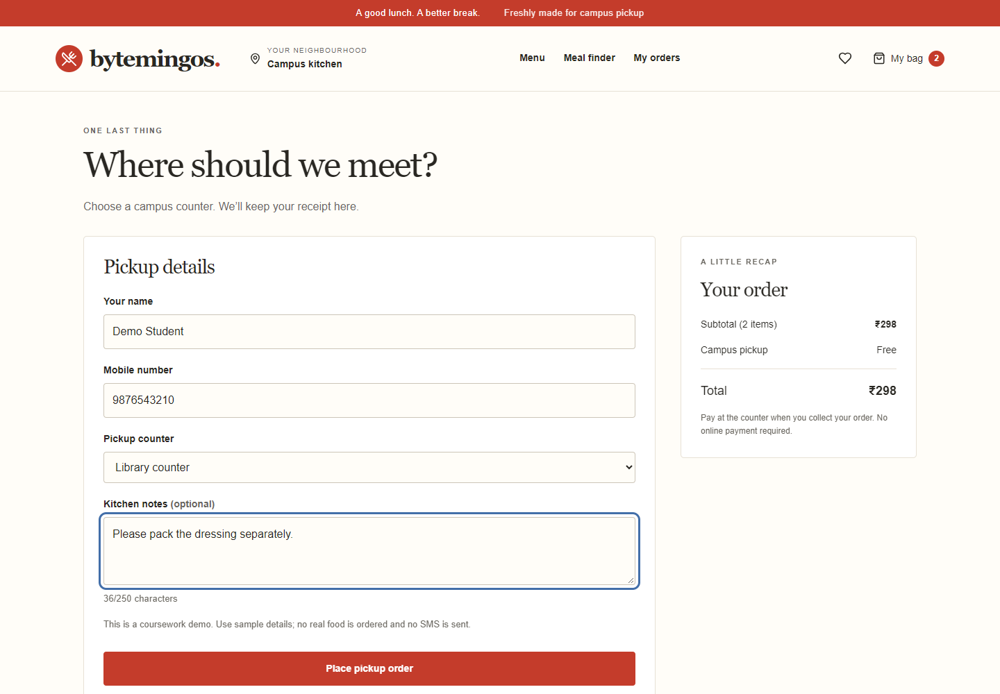 A good lunch. A better break. Freshly made for campus pickup
bytemingos.
YOUR NEIGHBOURHOOD
Campus kitchen
Menu Meal finder My orders
My bag 2
ONE LAST THING
Where should we meet?
Choose a campus counter. We’ll keep your receipt here.
Pickup details
Your name
Demo Student
Mobile number
9876543210
Pickup counter
Library counter
Kitchen notes (optional)
Please pack the dressing separately.
36/250 characters
This is a coursework demo. Use sample details; no real food is ordered and no SMS is sent.
Place pickup order
A LITTLE RECAP
Your order
Subtotal (2 items) ₹298
Campus pickup Free
Total ₹298
Pay at the counter when you collect your order. No
online payment required.